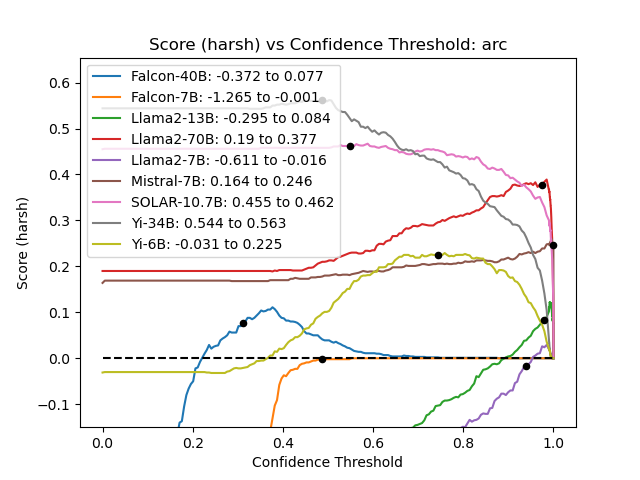 Score (harsh) vs Confidence Threshold: arc
Falcon-40B: -0.372 to 0.077
Falcon-7B: -1.265 to -0.001
Llama2-13B: -0.295 to 0.084
Llama2-70B: 0.19 to 0.377
Llama2-7B: -0.611 to -0.016
Mistral-7B: 0.164 to 0.246
SOLAR-10.7B: 0.455 to 0.462
Yi-34B: 0.544 to 0.563
Yi-6B: -0.031 to 0.225
Score (harsh)
0.6
0.5
0.4
0.3
0.2
0.1
0.0
−0.1
0.0 0.2 0.4 0.6 0.8 1.0
Confidence Threshold